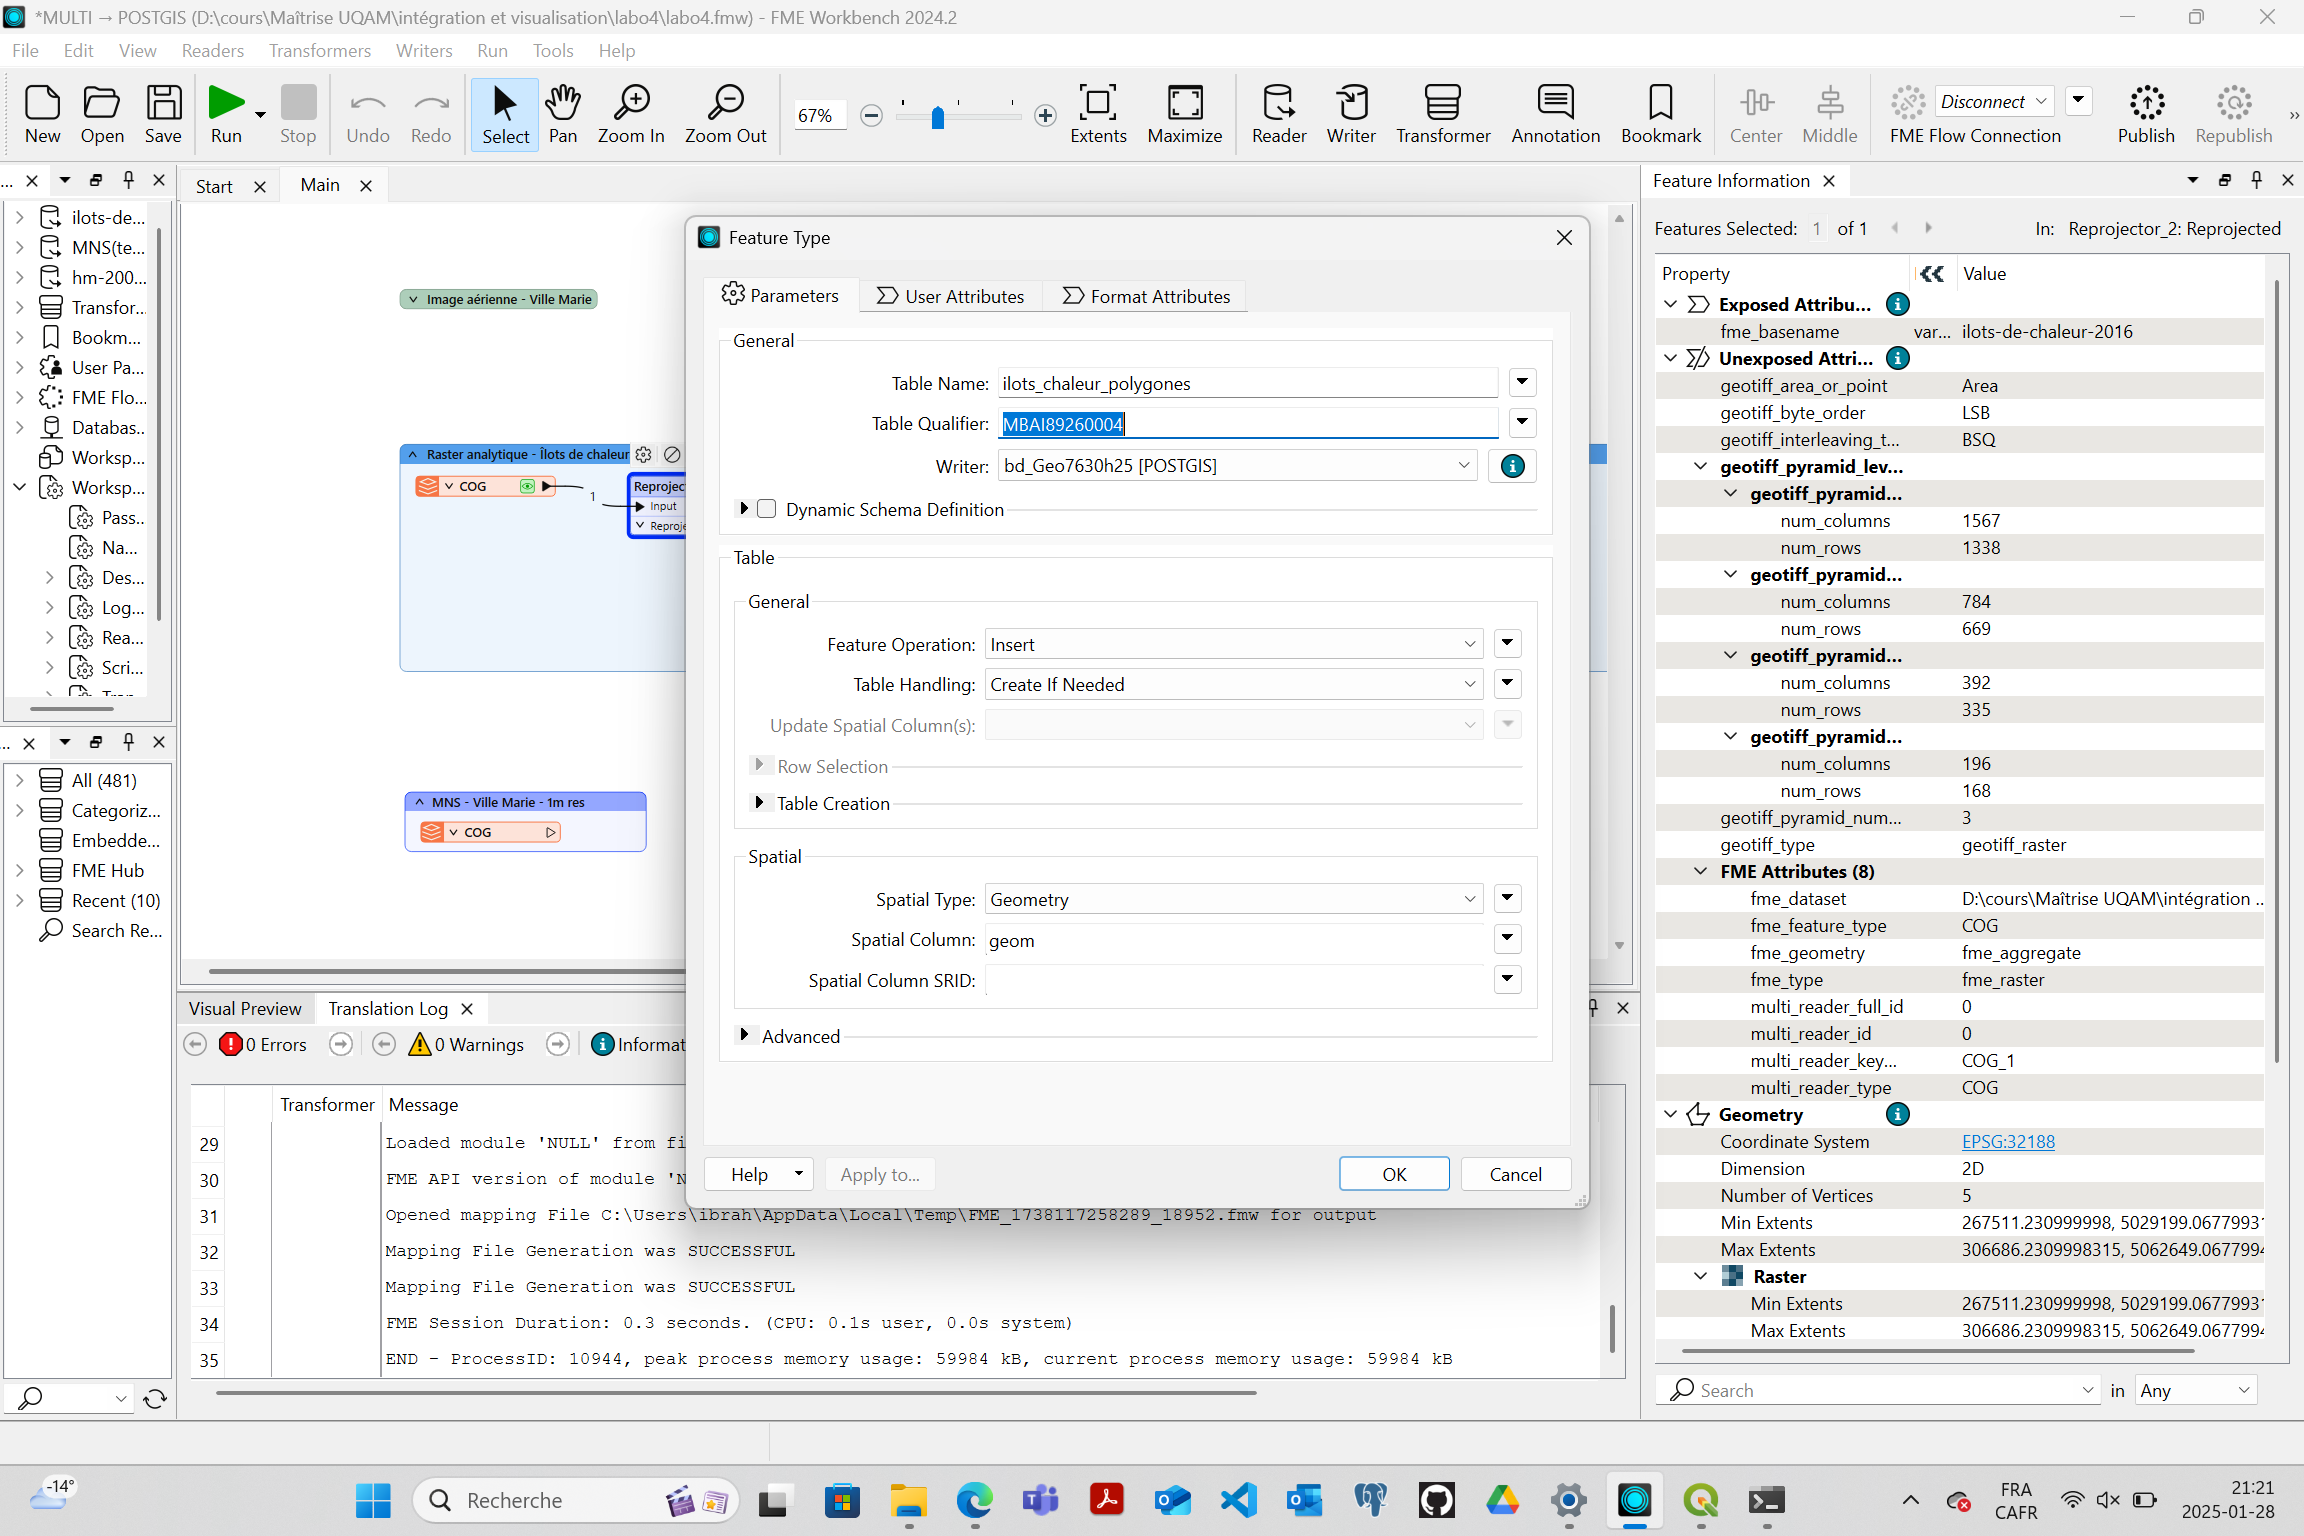 *MULTI → POSTGIS (D:\cours\Maîtrise UQAM\intégration et visualisation\labo4\labo4.fmw) - FME Workbench 2024.2
File Edit View Readers Transformers Writers Run Tools Help
New Open Save Run Stop Undo Redo Select Pan Zoom In Zoom Out 67% Extents Maximize Reader Writer Transformer Annotation Bookmark Center Middle Disconnect FME Flow Connection Publish Republish »
...
ilots-de...
MNS(te...
hm-200...
Transfor...
Bookm...
User Pa...
FME Flo...
Databas...
Worksp...
Worksp...
Pass...
Na...
Des...
Log...
Rea...
Scri...
...
All (481)
Categoriz...
Embedde...
FME Hub
Recent (10)
Search Re...
Start Main
Image aérienne - Ville Marie
Raster analytique - Îlots de chaleur
COG
1
Reproject
Input
Reproje
MNS - Ville Marie - 1m res
COG
Feature Type
Parameters User Attributes Format Attributes
General
Table Name: ilots_chaleur_polygones
Table Qualifier: MBAI89260004
Writer: bd_Geo7630h25 [POSTGIS]
Dynamic Schema Definition
Table
General
Feature Operation: Insert
Table Handling: Create If Needed
Update Spatial Column(s):
Row Selection
Table Creation
Spatial
Spatial Type: Geometry
Spatial Column: geom
Spatial Column SRID:
Advanced
Help Apply to... OK Cancel
Visual Preview Translation Log
0 Errors 0 Warnings Informat
Transformer Message
29 Loaded module 'NULL' from fi
30 FME API version of module 'N
31 Opened mapping File C:\Users\ibrah\AppData\Local\Temp\FME_1738117258289_18952.fmw for output
32 Mapping File Generation was SUCCESSFUL
33 Mapping File Generation was SUCCESSFUL
34 FME Session Duration: 0.3 seconds. (CPU: 0.1s user, 0.0s system)
35 END - ProcessID: 10944, peak process memory usage: 59984 kB, current process memory usage: 59984 kB
Feature Information
Features Selected: 1 of 1 In: Reprojector_2: Reprojected
Property Value
Exposed Attribu...
fme_basename var... ilots-de-chaleur-2016
Unexposed Attri...
geotiff_area_or_point Area
geotiff_byte_order LSB
geotiff_interleaving_t... BSQ
geotiff_pyramid_lev...
geotiff_pyramid...
num_columns 1567
num_rows 1338
geotiff_pyramid...
num_columns 784
num_rows 669
geotiff_pyramid...
num_columns 392
num_rows 335
geotiff_pyramid...
num_columns 196
num_rows 168
geotiff_pyramid_num... 3
geotiff_type geotiff_raster
FME Attributes (8)
fme_dataset D:\cours\Maîtrise UQAM\intégration ...
fme_feature_type COG
fme_geometry fme_aggregate
fme_type fme_raster
multi_reader_full_id 0
multi_reader_id 0
multi_reader_key... COG_1
multi_reader_type COG
Geometry
Coordinate System EPSG:32188
Dimension 2D
Number of Vertices 5
Min Extents 267511.230999998, 5029199.06779931
Max Extents 306686.2309998315, 5062649.0677994
Raster
Min Extents 267511.230999998, 5029199.06779931
Max Extents 306686.2309998315, 5062649.0677994
Search in Any
-14°
Recherche
FRA
CAFR
21:21
2025-01-28